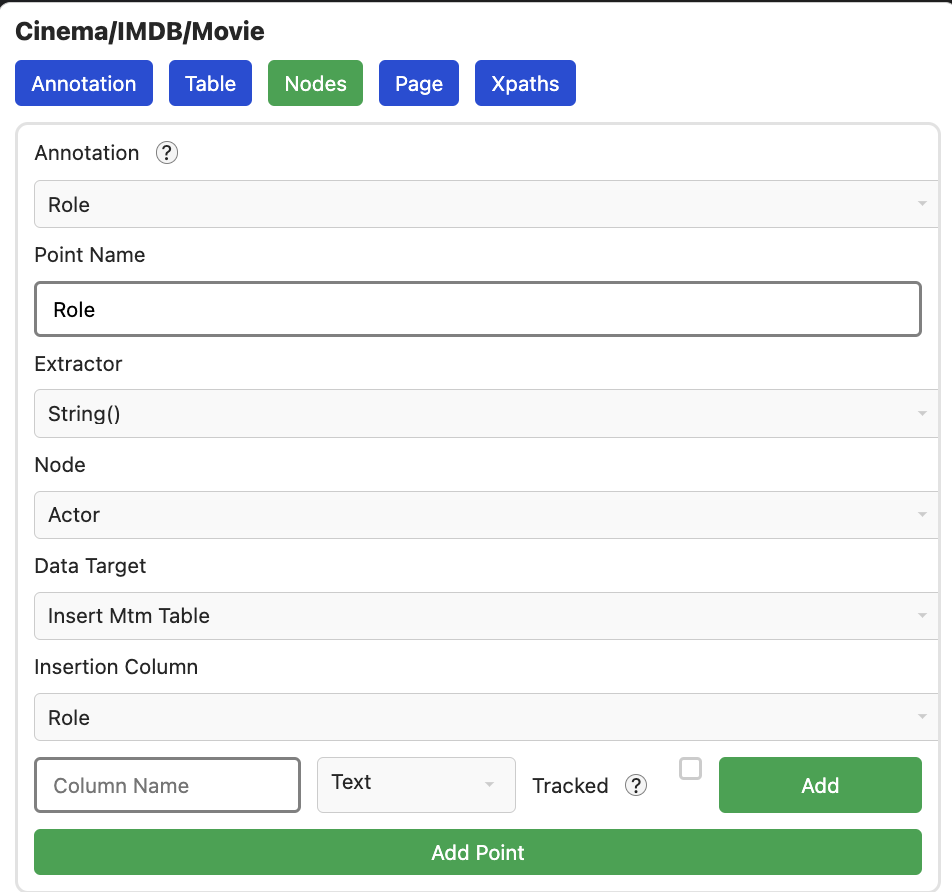 Cinema/IMDB/Movie
Annotation Table Nodes Page Xpaths
Annotation ?
Role
Point Name
Role
Extractor
String()
Node
Actor
Data Target
Insert Mtm Table
Insertion Column
Role
Column Name Text Tracked ? Add
Add Point